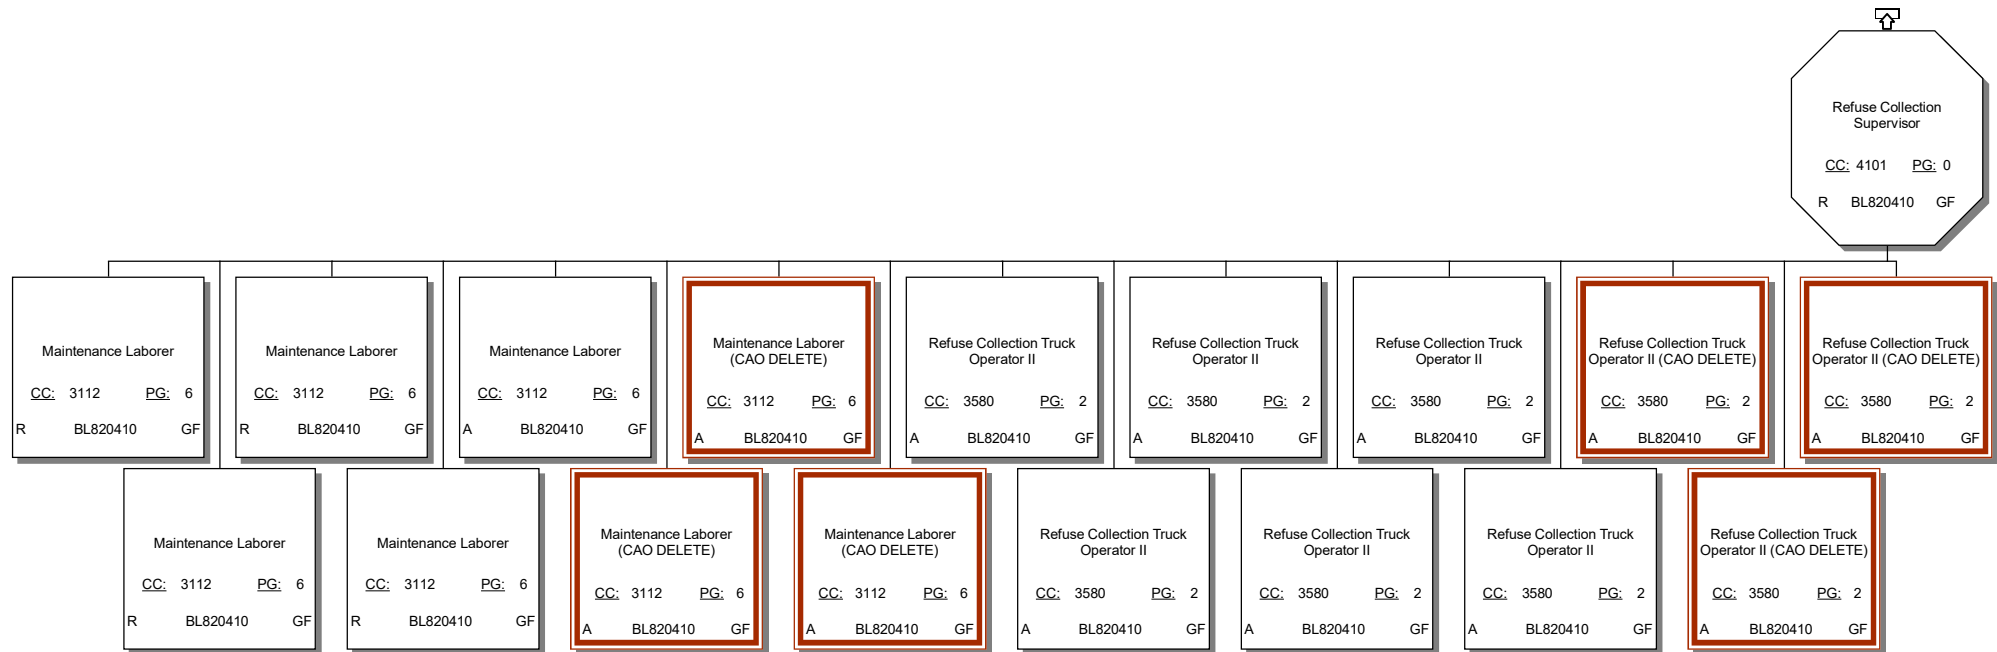 Refuse Collection
Supervisor
CC: 4101 PG: 0
R BL820410 GF
Maintenance Laborer
CC: 3112 PG: 6
R BL820410 GF
Maintenance Laborer
CC: 3112 PG: 6
R BL820410 GF
Maintenance Laborer
CC: 3112 PG: 6
A BL820410 GF
Maintenance Laborer
(CAO DELETE)
CC: 3112 PG: 6
A BL820410 GF
Refuse Collection Truck
Operator II
CC: 3580 PG: 2
A BL820410 GF
Refuse Collection Truck
Operator II
CC: 3580 PG: 2
A BL820410 GF
Refuse Collection Truck
Operator II
CC: 3580 PG: 2
A BL820410 GF
Refuse Collection Truck
Operator II (CAO DELETE)
CC: 3580 PG: 2
A BL820410 GF
Refuse Collection Truck
Operator II (CAO DELETE)
CC: 3580 PG: 2
A BL820410 GF
Maintenance Laborer
CC: 3112 PG: 6
R BL820410 GF
Maintenance Laborer
CC: 3112 PG: 6
R BL820410 GF
Maintenance Laborer
(CAO DELETE)
CC: 3112 PG: 6
A BL820410 GF
Maintenance Laborer
(CAO DELETE)
CC: 3112 PG: 6
A BL820410 GF
Refuse Collection Truck
Operator II
CC: 3580 PG: 2
A BL820410 GF
Refuse Collection Truck
Operator II
CC: 3580 PG: 2
A BL820410 GF
Refuse Collection Truck
Operator II
CC: 3580 PG: 2
A BL820410 GF
Refuse Collection Truck
Operator II (CAO DELETE)
CC: 3580 PG: 2
A BL820410 GF